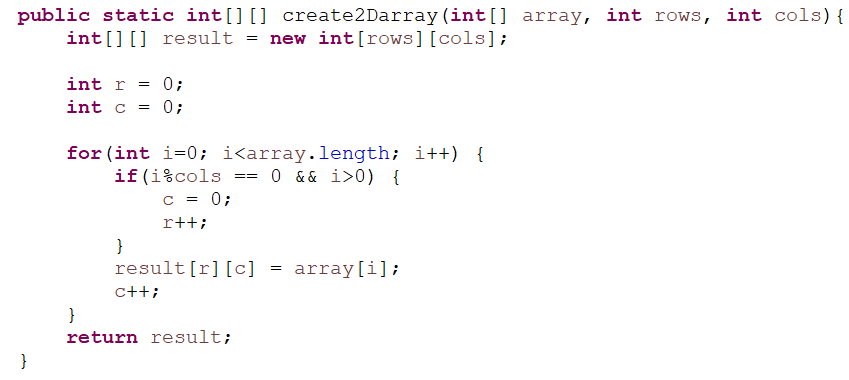 public static int[][] create2Darray(int[] array, int rows, int cols){
    int[][] result = new int[rows][cols];

    int r = 0;
    int c = 0;

    for(int i=0; i<array.length; i++) {
        if(i%cols == 0 && i>0) {
            c = 0;
            r++;
        }
        result[r][c] = array[i];
        c++;
    }
    return result;
}